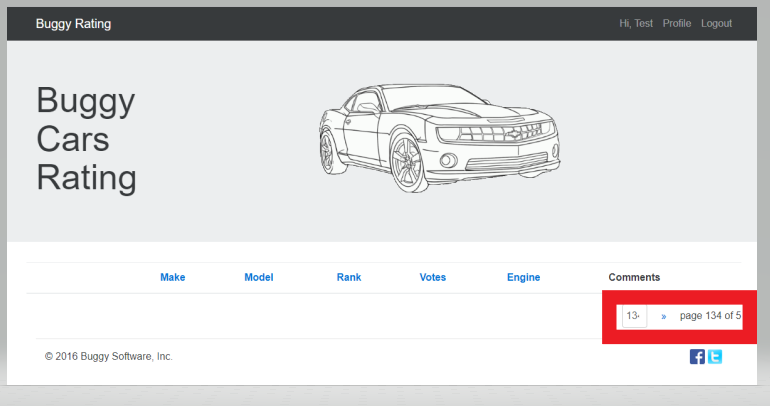 Buggy Rating
Hi, Test Profile Logout
Buggy
Cars
Rating
Make Model Rank Votes Engine Comments
» page 134 of 5
© 2016 Buggy Software, Inc.